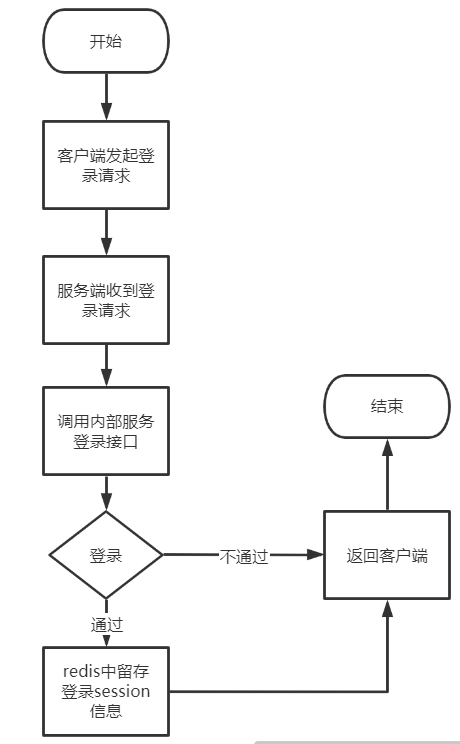 开始
客户端发起登
录请求
服务端收到登
录请求
调用内部服务
登录接口
结束
登录
不通过
返回客户端
通过
redis中留存
登录session
信息